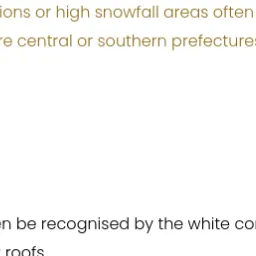 ions or high snowfall areas often
re central or southern prefectures
en be recognised by the white co
roofs